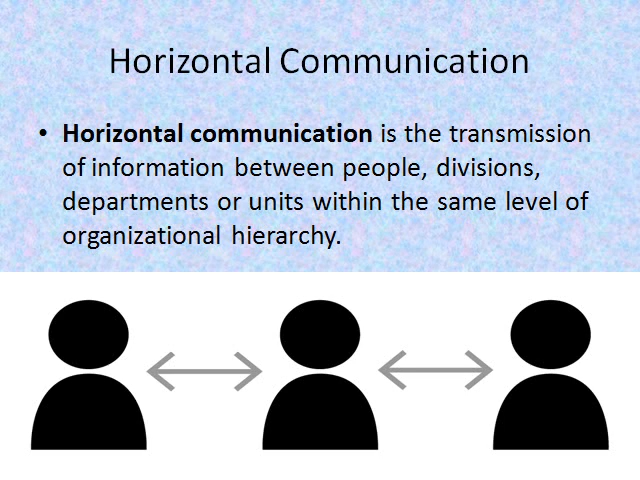 Horizontal Communication
• Horizontal communication is the transmission
of information between people, divisions,
departments or units within the same level of
organizational hierarchy.